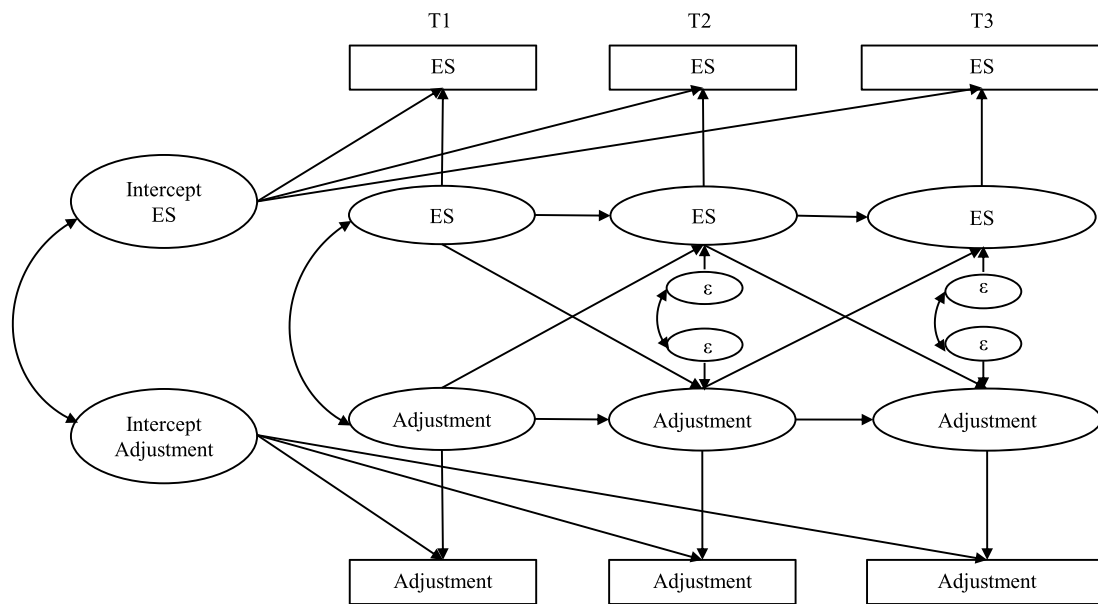 T1 T2 T3
ES ES ES
Intercept
ES
ES ES ES
ε ε
ε ε
Intercept
Adjustment
Adjustment Adjustment Adjustment
Adjustment Adjustment Adjustment